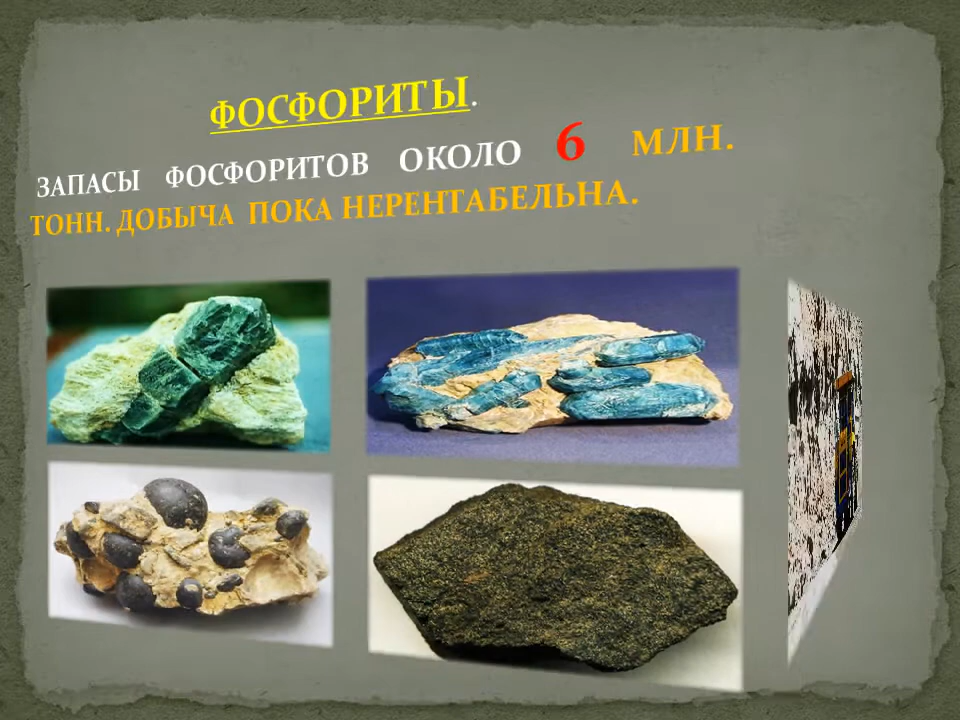 ФОСФОРИТЫ.
ЗАПАСЫ ФОСФОРИТОВ ОКОЛО 6 МЛН.
ТОНН. ДОБЫЧА ПОКА НЕРЕНТАБЕЛЬНА.